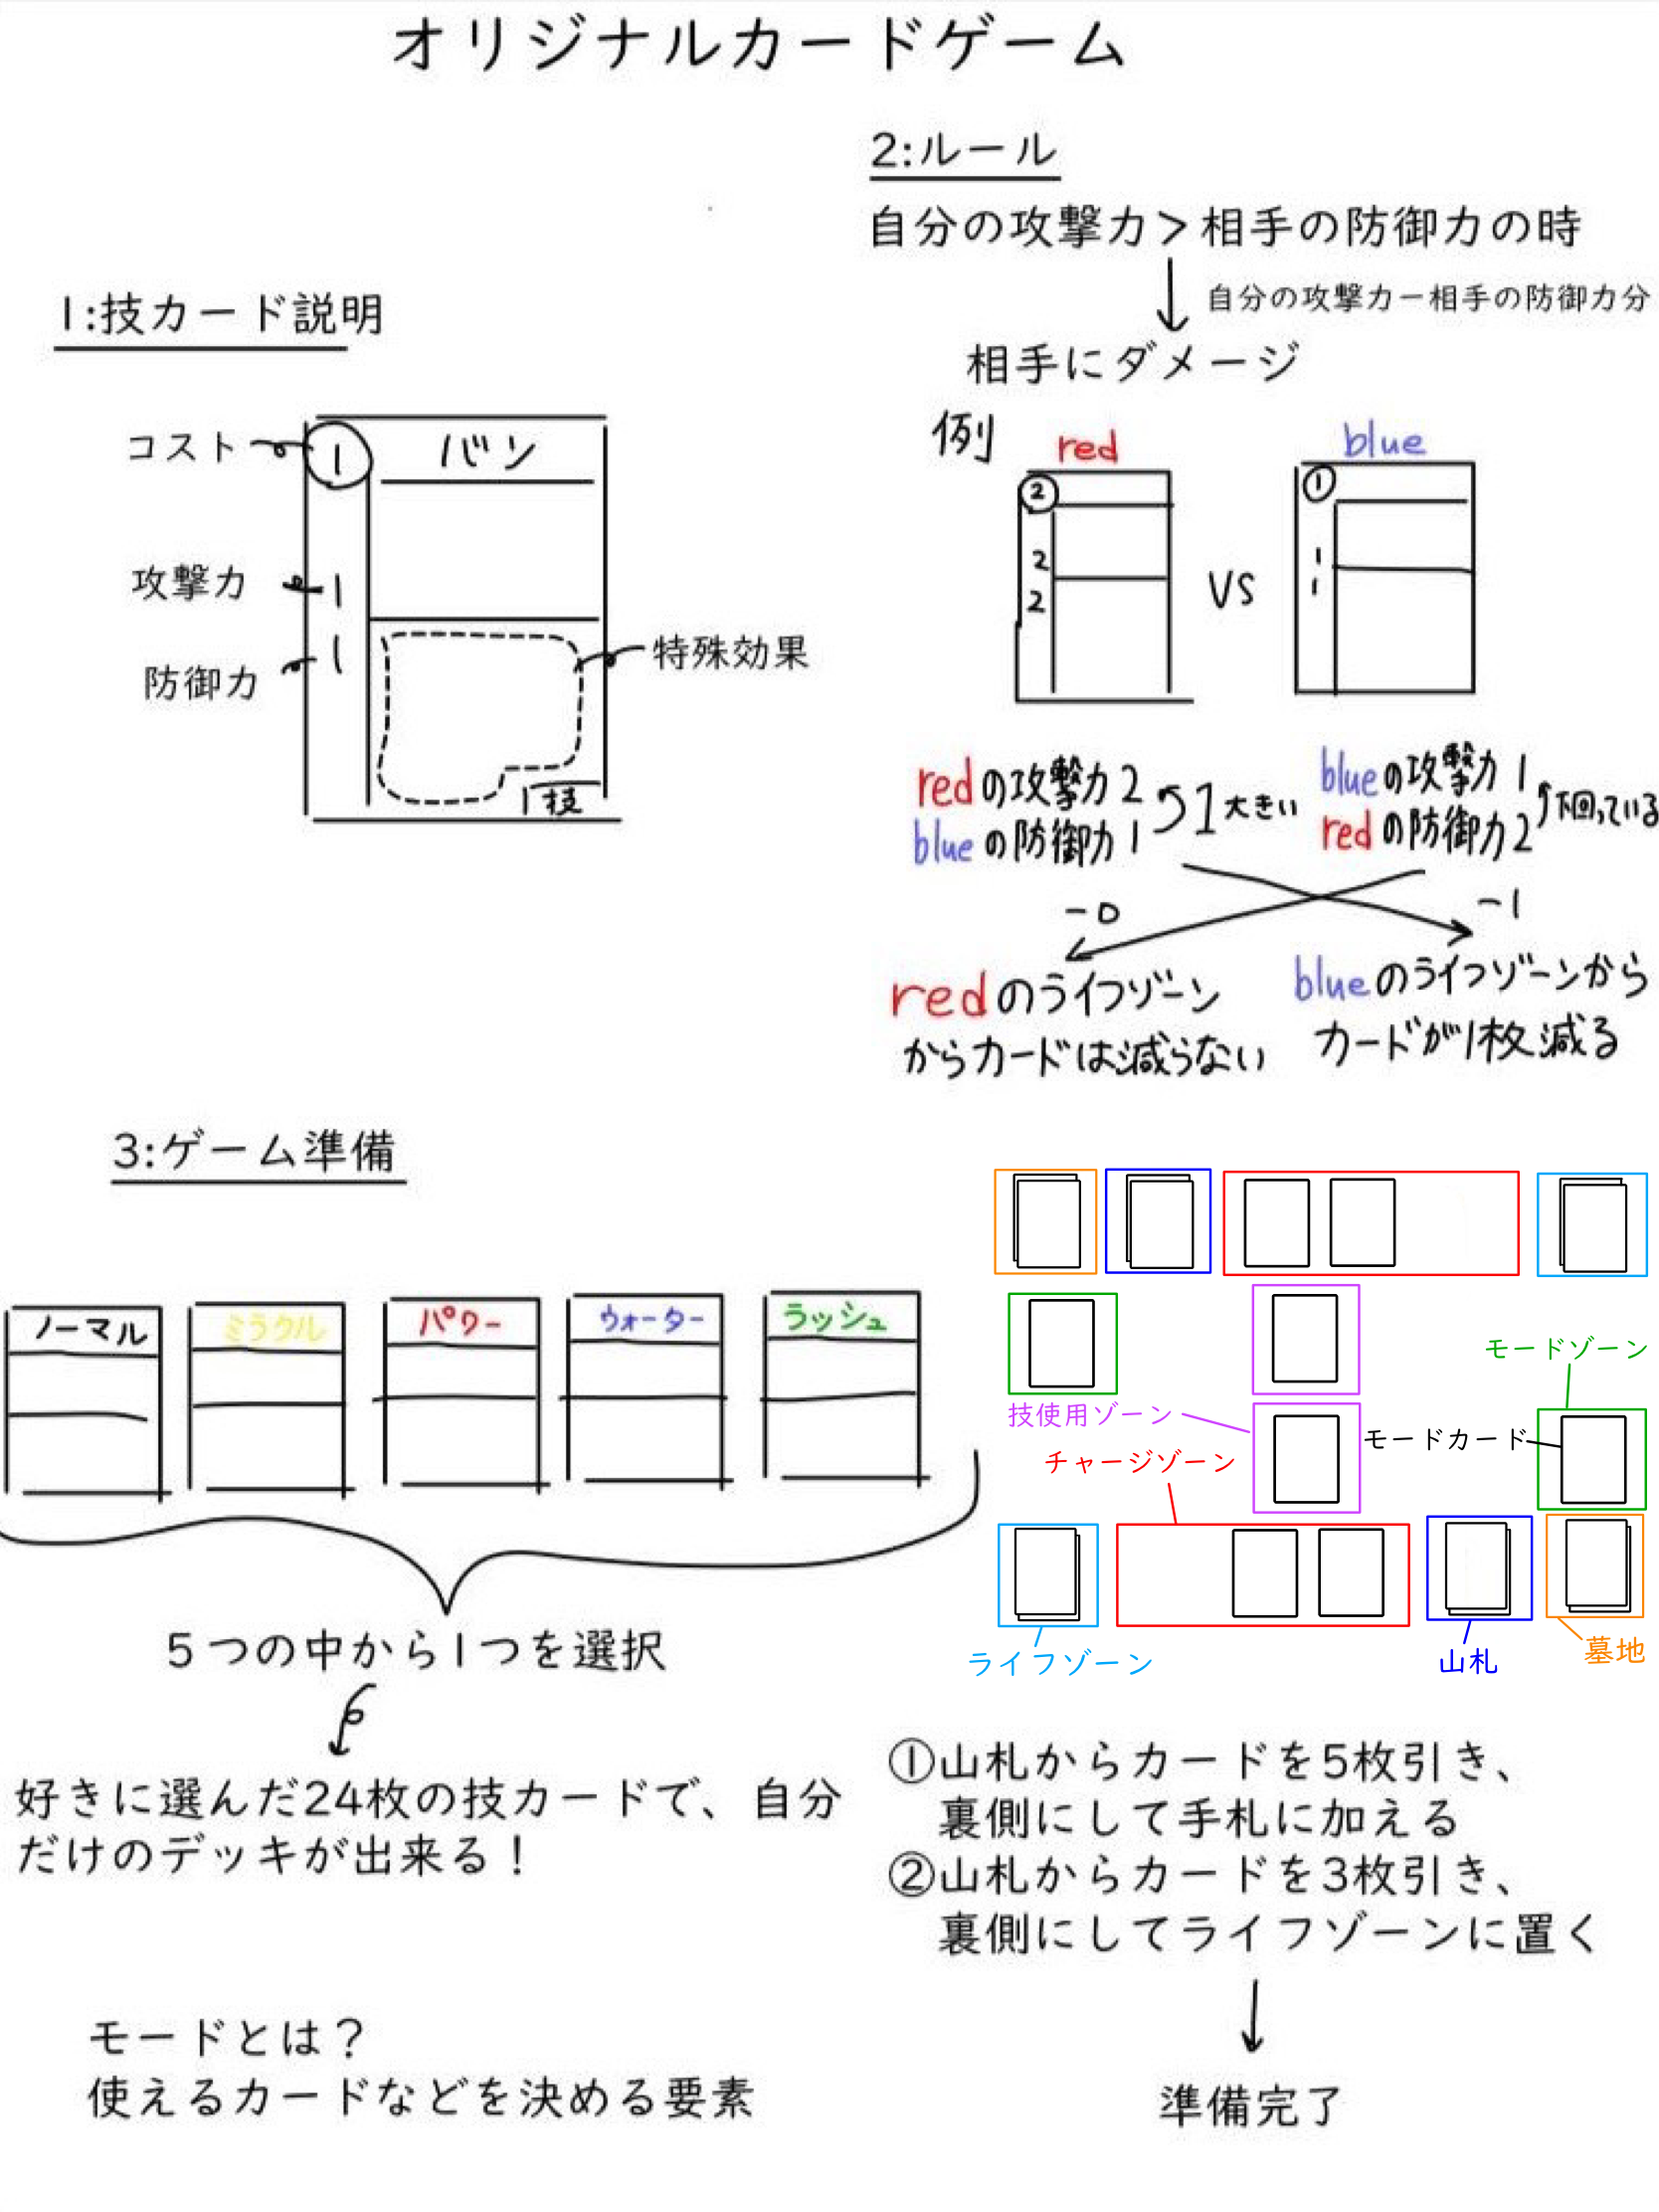 オリジナルカードゲーム
1:技カード説明
コスト
1
バン
攻撃力
1
防御力
1
特殊効果
技
2:ルール
自分の攻撃力＞相手の防御力の時
自分の攻撃力ー相手の防御力分
相手にダメージ
例
red
blue
2
2
2
VS
1
1
1
redの攻撃力2
blueの防御力1
1大きい
blueの攻撃力1
redの防御力2
下回っている
-0
-1
redのライフゾーン
からカードは減らない
blueのライフゾーンから
カードが1枚減る
3:ゲーム準備
ノーマル
ミラクル
パワー
ウォーター
ラッシュ
5つの中から1つを選択
好きに選んだ24枚の技カードで、自分
だけのデッキが出来る！
モードとは？
使えるカードなどを決める要素
モードゾーン
技使用ゾーン
モードカード
チャージゾーン
ライフゾーン
山札
墓地
①山札からカードを5枚引き、
裏側にして手札に加える
②山札からカードを3枚引き、
裏側にしてライフゾーンに置く
準備完了